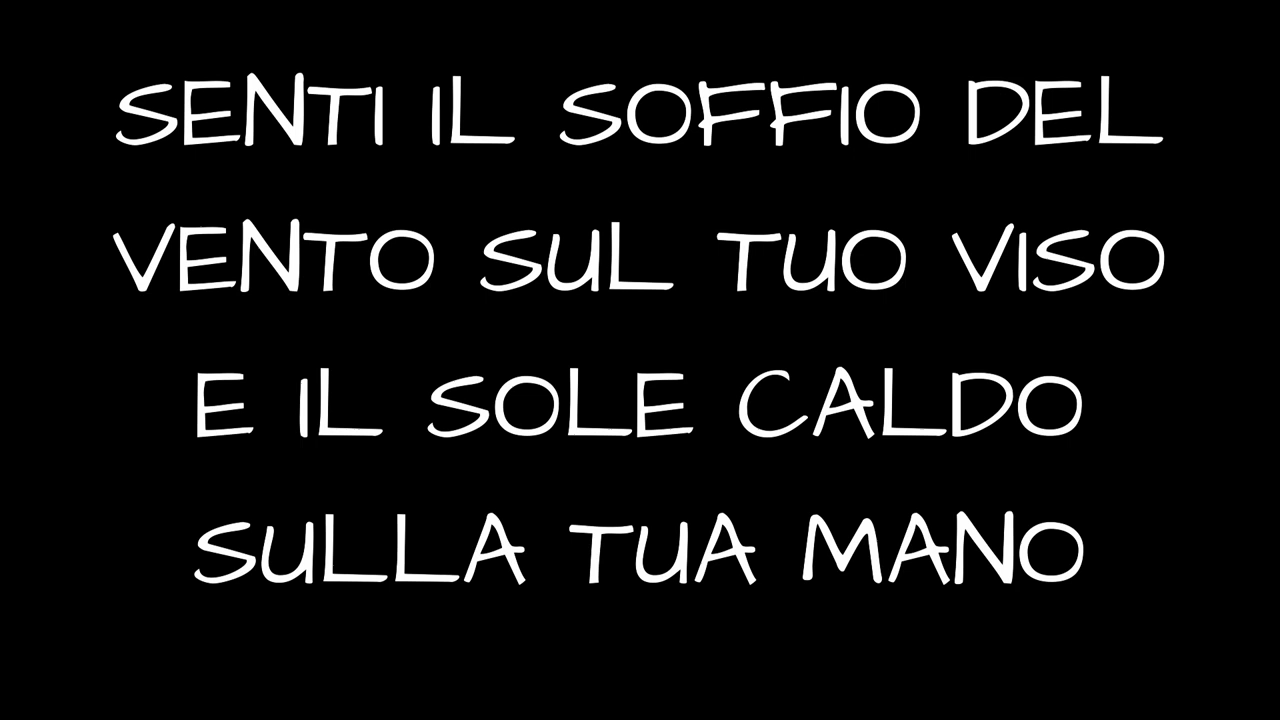 SENTI IL SOFFIO DEL
VENTO SUL TUO VISO
E IL SOLE CALDO
SULLA TUA MANO